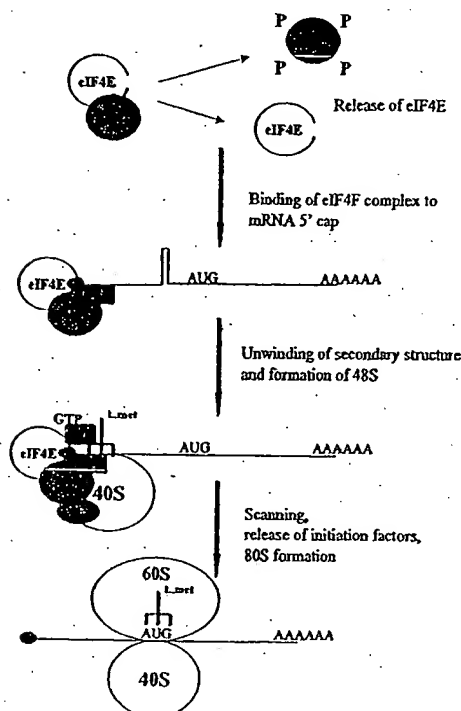 P P
eIF4E
P P
Release of eIF4E
eIF4E
Binding of eIF4F complex to
mRNA 5' cap
eIF4E
AUG
AAAAAA
Unwinding of secondary structure
and formation of 48S
GTP
eIF4E
AUG
AAAAAA
40S
Scanning,
release of initiation factors,
80S formation
60S
AUG
AAAAAA
40S